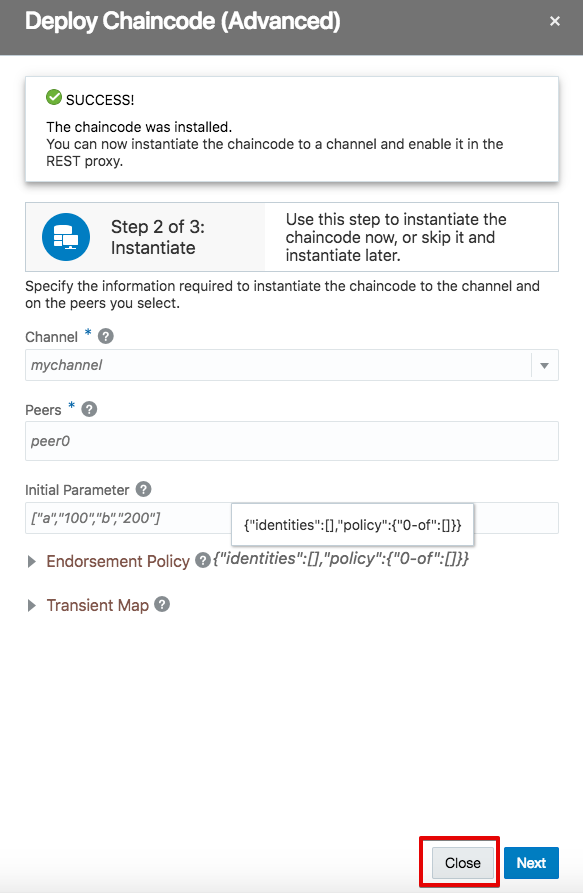 Deploy Chaincode (Advanced)
×
SUCCESS!
The chaincode was installed.
You can now instantiate the chaincode to a channel and enable it in the
REST proxy.
Step 2 of 3:
Instantiate
Use this step to instantiate the
chaincode now, or skip it and
instantiate later.
Specify the information required to instantiate the chaincode to the channel and
on the peers you select.
Channel * ?
mychannel
Peers * ?
peer0
Initial Parameter ?
["a","100","b","200"]
{"identities":[],"policy":{"0-of":[]}}
Endorsement Policy ? {"identities":[],"policy":{"0-of":[]}}
Transient Map ?
Close
Next